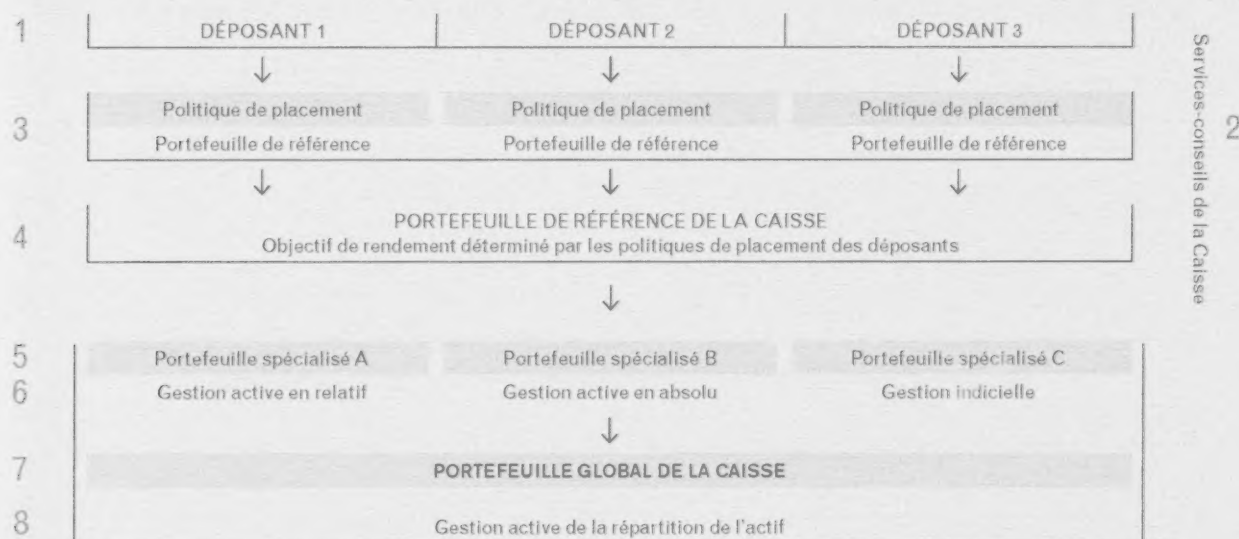 1 DÉPOSANT 1 DÉPOSANT 2 DÉPOSANT 3
Politique de placement Politique de placement Politique de placement
3
Portefeuille de référence Portefeuille de référence Portefeuille de référence
PORTEFEUILLE DE RÉFÉRENCE DE LA CAISSE
4
Objectif de rendement déterminé par les politiques de placement des déposants
5 Portefeuille spécialisé A Portefeuille spécialisé B Portefeuille spécialisé C
6 Gestion active en relatif Gestion active en absolu Gestion indicielle
7 PORTEFEUILLE GLOBAL DE LA CAISSE
8 Gestion active de la répartition de l'actif
Services-conseils de la Caisse
2